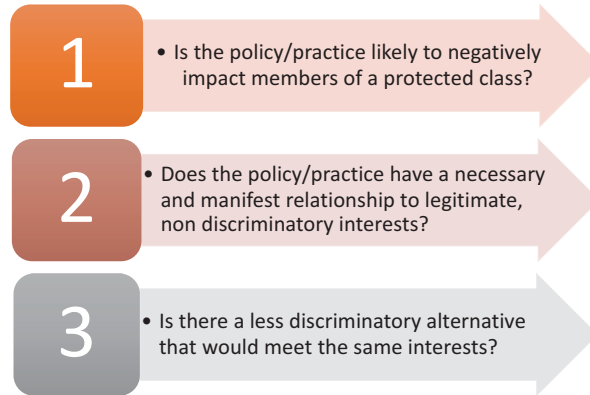 1
• Is the policy/practice likely to negatively
impact members of a protected class?
2
• Does the policy/practice have a necessary
and manifest relationship to legitimate,
non discriminatory interests?
3
• Is there a less discriminatory alternative
that would meet the same interests?